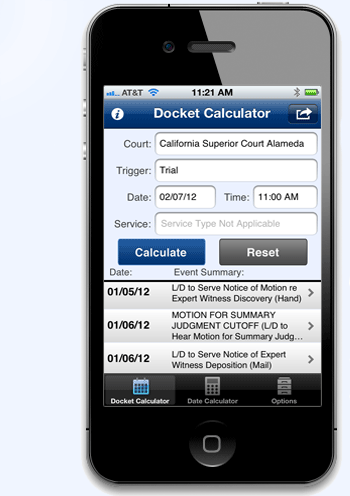 AT&T 11:21 AM
Docket Calculator
Court: California Superior Court Alameda
Trigger: Trial
Date: 02/07/12 Time: 11:00 AM
Service: Service Type Not Applicable
Calculate Reset
Date: Event Summary:
01/05/12 L/D to Serve Notice of Motion re
Expert Witness Discovery (Hand)
01/06/12 MOTION FOR SUMMARY
JUDGMENT CUTOFF (L/D to
Hear Motion for Summary Judg...
01/06/12 L/D to Serve Notice of Expert
Witness Deposition (Mail)
Docket Calculator Date Calculator Options